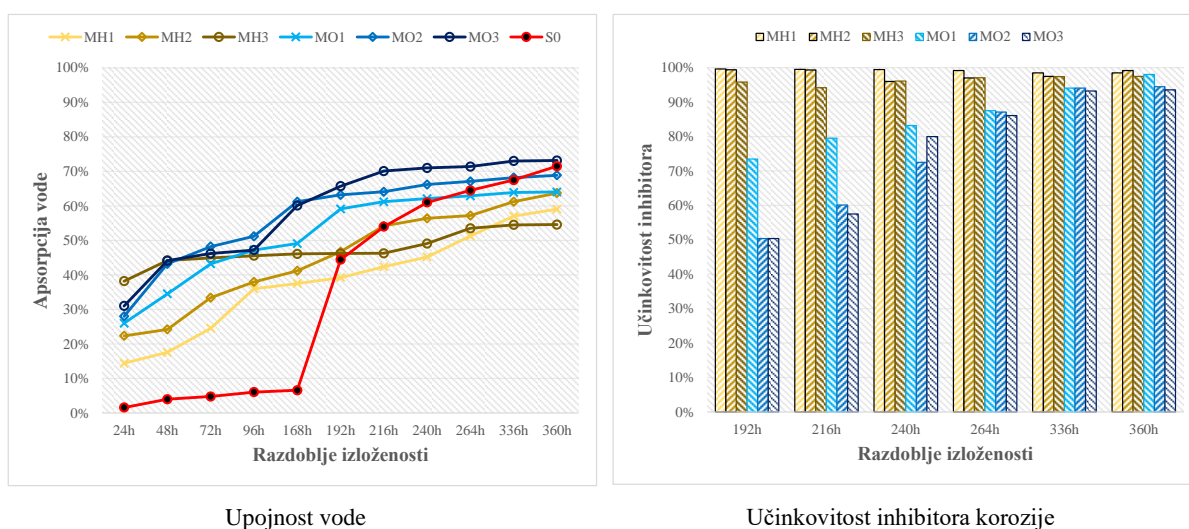 MH1 MH2 MH3 MO1 MO2 MO3 S0
100%
90%
80%
70%
60%
50%
40%
30%
20%
10%
0%
Apsorpcija vode
24h 48h 72h 96h 168h 192h 216h 240h 264h 336h 360h
Razdoblje izloženosti
MH1 MH2 MH3 MO1 MO2 MO3
100%
90%
80%
70%
60%
50%
40%
30%
20%
10%
0%
Učinkovitost inhibitora
192h 216h 240h 264h 336h 360h
Razdoblje izloženosti
Upojnost vode
Učinkovitost inhibitora korozije